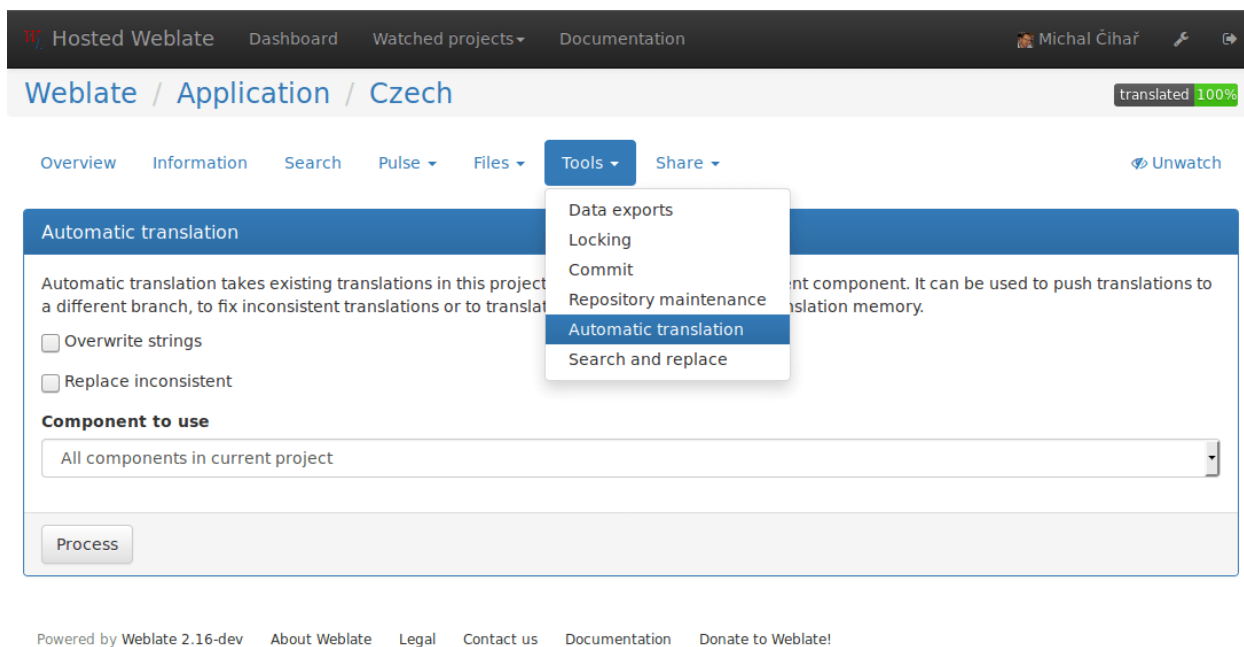 Hosted Weblate Dashboard Watched projects Documentation Michal Čihař
Weblate / Application / Czech translated 100%
Overview Information Search Pulse Files Tools Share Unwatch
Data exports
Locking
Commit
Repository maintenance
Automatic translation
Search and replace
Automatic translation
Automatic translation takes existing translations in this project nt component. It can be used to push translations to
a different branch, to fix inconsistent translations or to translat nslation memory.
Overwrite strings
Replace inconsistent
Component to use
All components in current project
Process
Powered by Weblate 2.16-dev About Weblate Legal Contact us Documentation Donate to Weblate!